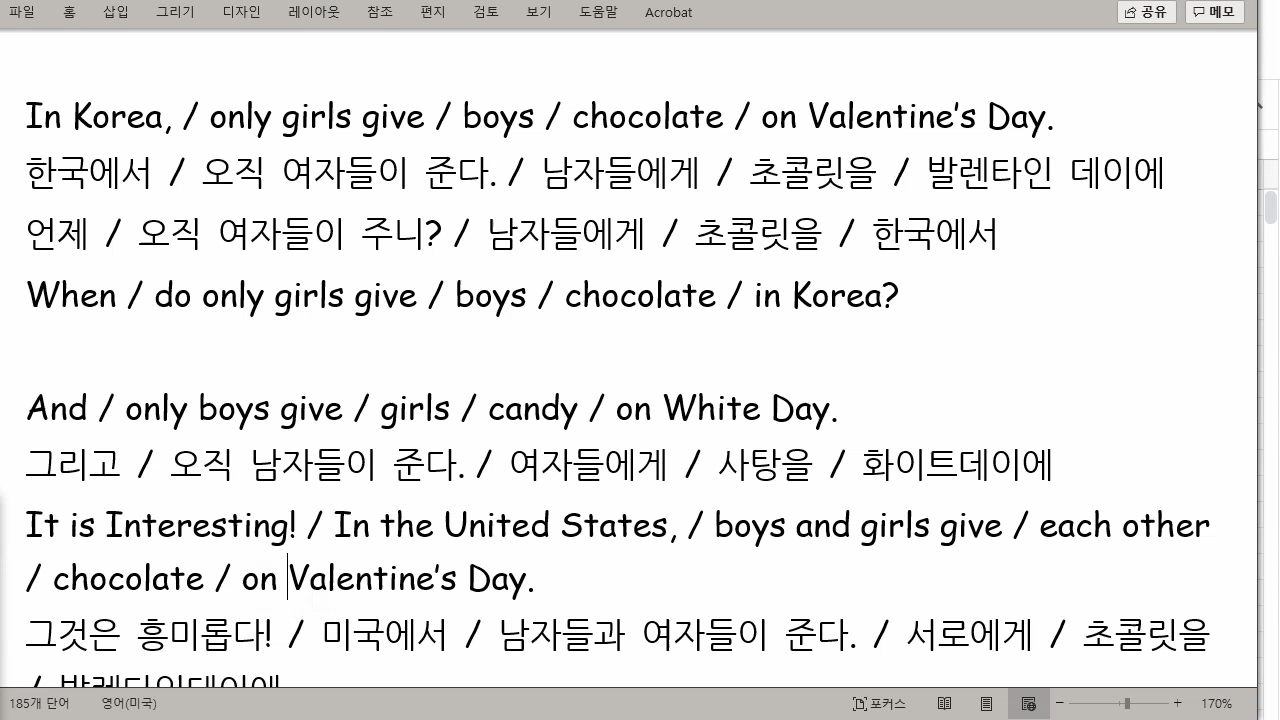 파일 홈 삽입 그리기 디자인 레이아웃 참조 편지 검토 보기 도움말 Acrobat 공유 메모
In Korea, / only girls give / boys / chocolate / on Valentine’s Day.
한국에서 / 오직 여자들이 준다. / 남자들에게 / 초콜릿을 / 발렌타인 데이에
언제 / 오직 여자들이 주니? / 남자들에게 / 초콜릿을 / 한국에서
When / do only girls give / boys / chocolate / in Korea?
And / only boys give / girls / candy / on White Day.
그리고 / 오직 남자들이 준다. / 여자들에게 / 사탕을 / 화이트데이에
It is Interesting! / In the United States, / boys and girls give / each other
/ chocolate / on Valentine’s Day.
그것은 흥미롭다! / 미국에서 / 남자들과 여자들이 준다. / 서로에게 / 초콜릿을
/ 발렌타인데이에
185개 단어 영어(미국) 포커스 170%